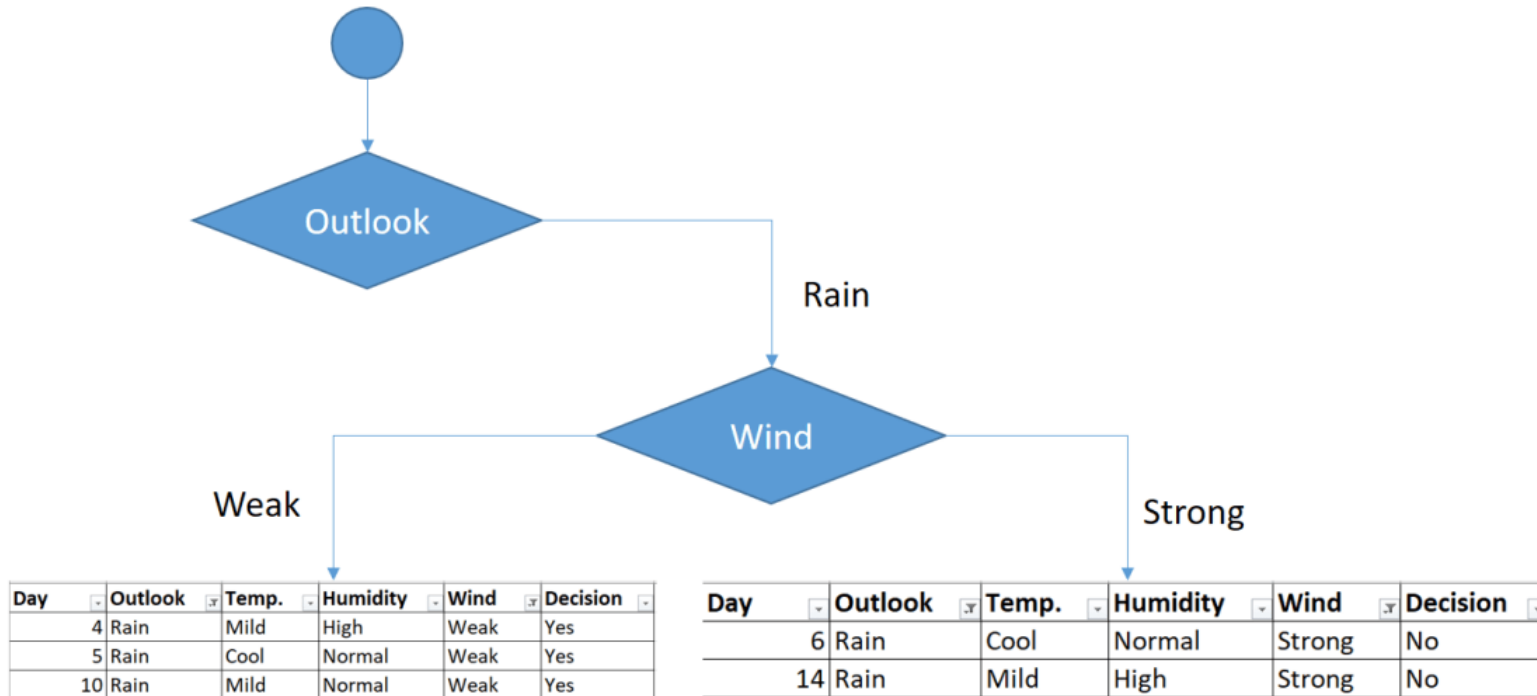 Outlook
Rain
Wind
Weak
Strong
Day Outlook Temp. Humidity Wind Decision
4 Rain Mild High Weak Yes
5 Rain Cool Normal Weak Yes
10 Rain Mild Normal Weak Yes
Day Outlook Temp. Humidity Wind Decision
6 Rain Cool Normal Strong No
14 Rain Mild High Strong No